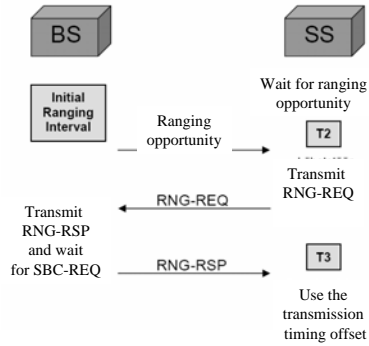 BS
SS
Initial
Ranging
Interval
Ranging
opportunity
Wait for ranging
opportunity
T2
Transmit
RNG-REQ
RNG-REQ
Transmit
RNG-RSP
and wait
for SBC-REQ
RNG-RSP
T3
Use the
transmission
timing offset